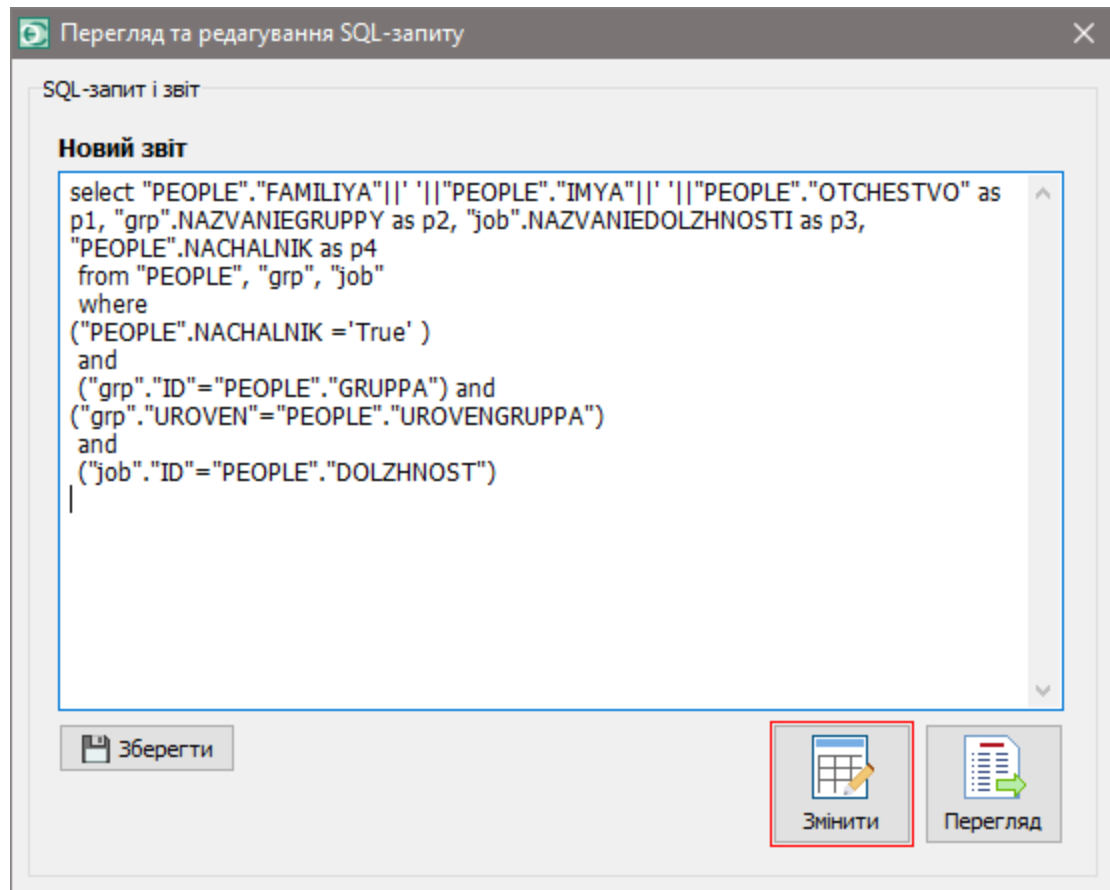 Перегляд та редагування SQL-запиту
SQL-запит і звіт
Новий звіт
select "PEOPLE"."FAMILIYA"||' '||"PEOPLE"."IMYA"||' '||"PEOPLE"."OTCHESTVO" as
p1, "grp".NAZVANIEGRUPPY as p2, "job".NAZVANIEDOLZHNOSTI as p3,
"PEOPLE".NACHALNIK as p4
from "PEOPLE", "grp", "job"
where
("PEOPLE".NACHALNIK ='True' )
and
("grp"."ID"="PEOPLE"."GRUPPA") and
("grp"."UROVEN"="PEOPLE"."UROVENGRUPPA")
and
("job"."ID"="PEOPLE"."DOLZHNOST")
Зберегти
Змінити
Перегляд